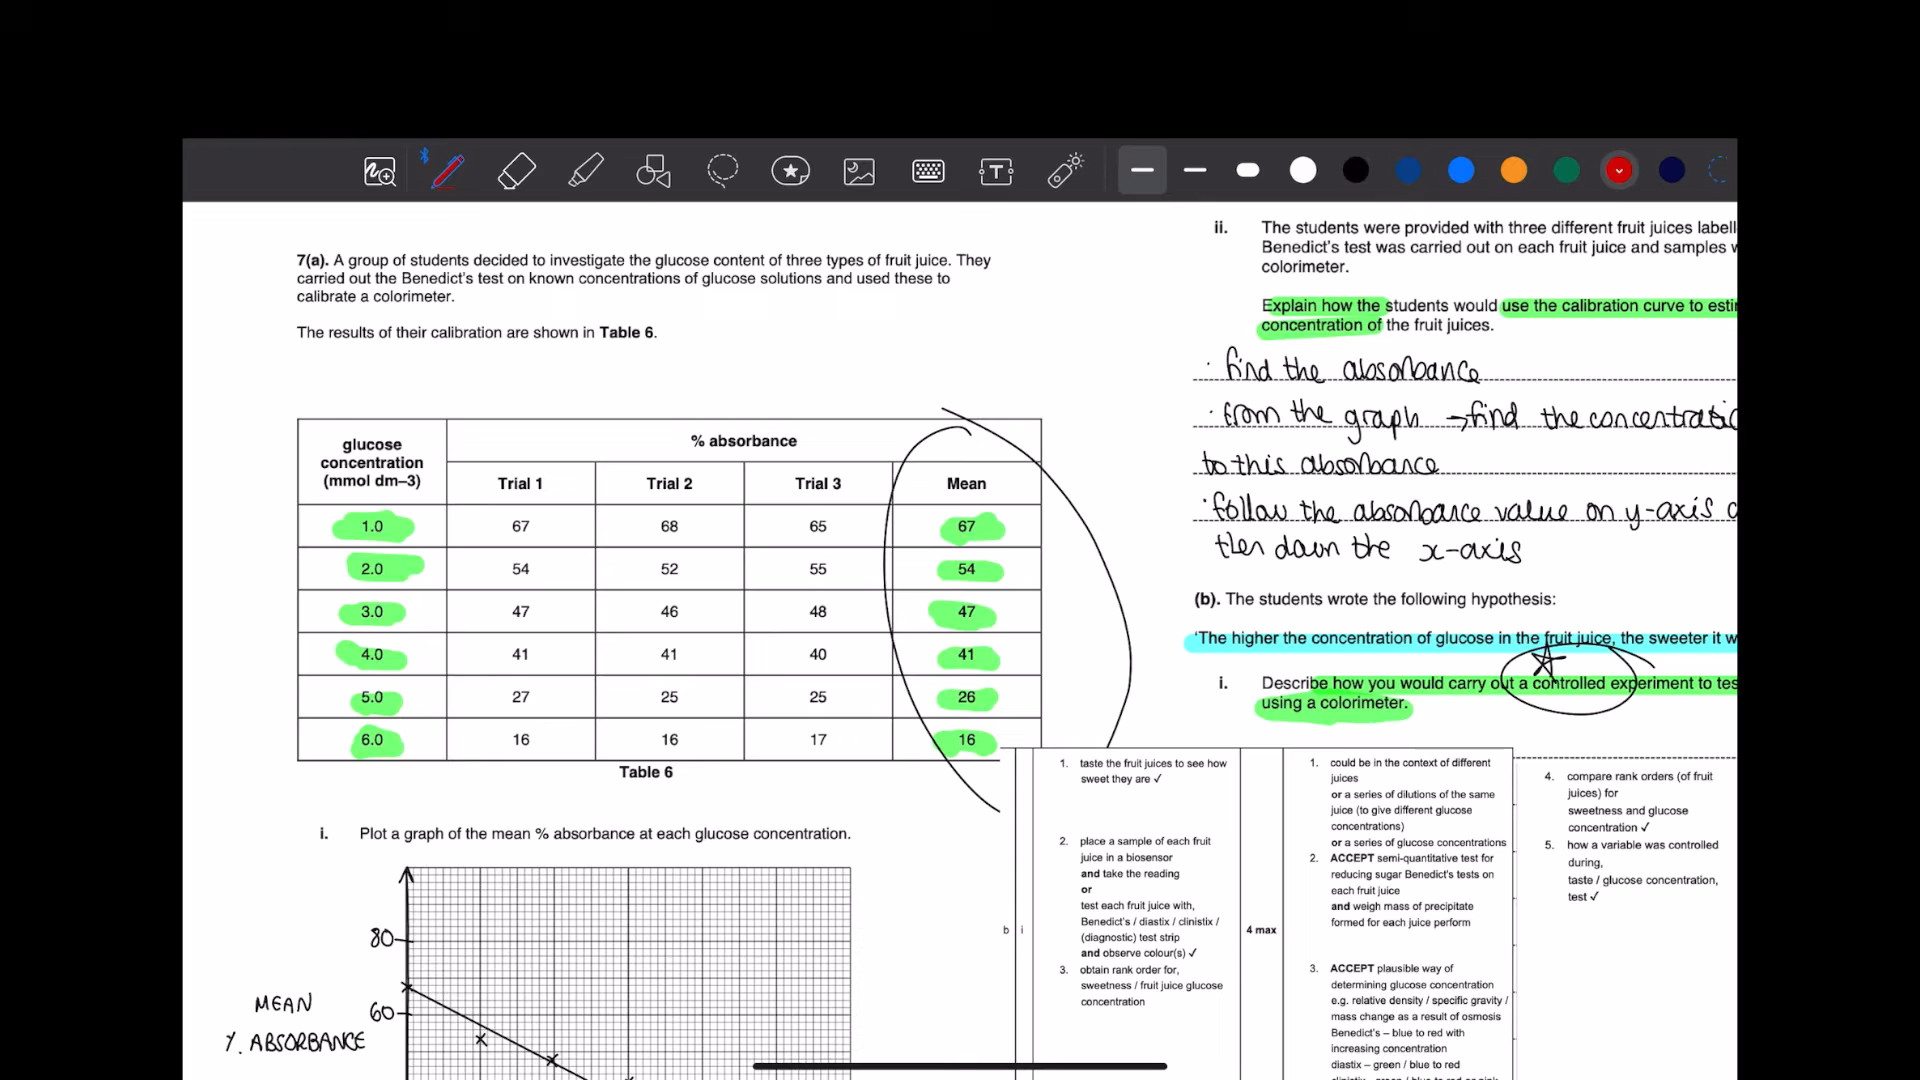 7(a). A group of students decided to investigate the glucose content of three types of fruit juice. They
carried out the Benedict's test on known concentrations of glucose solutions and used these to
calibrate a colorimeter.
The results of their calibration are shown in Table 6.
glucose concentration (mmol dm–3) % absorbance
Trial 1 Trial 2 Trial 3 Mean
1.0 67 68 65 67
2.0 54 52 55 54
3.0 47 46 48 47
4.0 41 41 40 41
5.0 27 25 25 26
6.0 16 16 17 16
Table 6
i. Plot a graph of the mean % absorbance at each glucose concentration.
80
60
MEAN
%. ABSORBANCE
ii. The students were provided with three different fruit juices
Benedict's test was carried out on each fruit juice and samples
colorimeter.
Explain how the students would use the calibration curve to
concentration of the fruit juices.
· find the absorbance
· from the graph → find the
to this absorbance
· follow the absorbance value on y-axis
then down the x-axis
(b). The students wrote the following hypothesis:
'The higher the concentration of glucose in the fruit juice, the sweeter it
i. Describe how you would carry out a controlled experiment to
using a colorimeter.
b i
1. taste the fruit juices to see how
sweet they are ✓
2. place a sample of each fruit
juice in a biosensor
and take the reading
or
test each fruit juice with,
Benedict's / diastix / clinistix /
(diagnostic) test strip
and observe colour(s) ✓
3. obtain rank order for,
sweetness / fruit juice glucose
concentration
4 max
1. could be in the context of different
juices
or a series of dilutions of the same
juice (to give different glucose
concentrations)
or a series of glucose concentrations
2. ACCEPT semi-quantitative test for
reducing sugar Benedict's tests on
each fruit juice
and weigh mass of precipitate
formed for each juice perform
3. ACCEPT plausible way of
determining glucose concentration
e.g. relative density / specific gravity /
mass change as a result of osmosis
Benedict's – blue to red with
increasing concentration
diastix – green / blue to red
4. compare rank orders (of fruit
juices) for
sweetness and glucose
concentration ✓
5. how a variable was controlled
during,
taste / glucose concentration,
test ✓